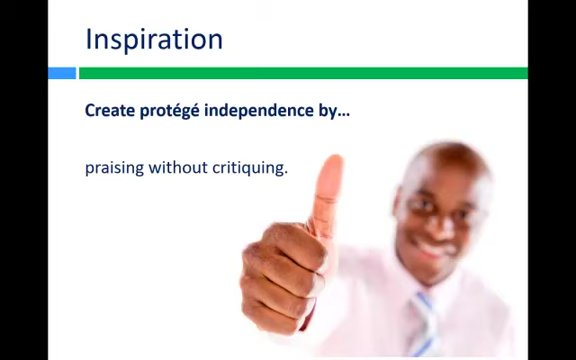 Inspiration
Create protégé independence by...
praising without critiquing.